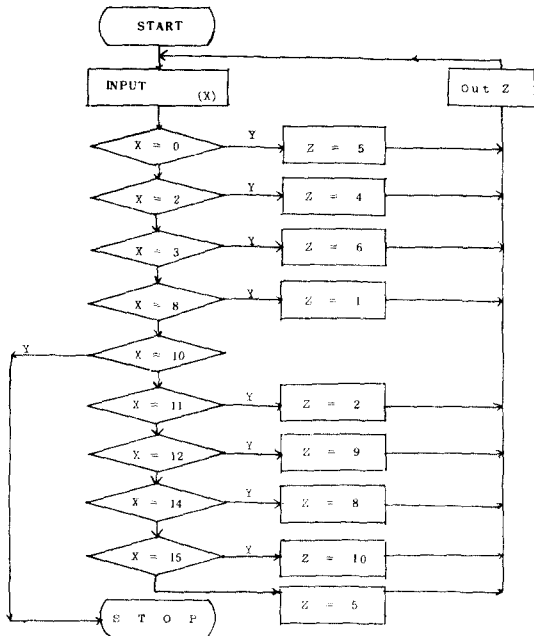 START
INPUT
(X)
Out Z
X = 0
Y
Z = 5
X = 2
Y
Z = 4
X = 3
Y
Z = 6
X = 8
Y
Z = 1
Y
X = 10
X = 11
Y
Z = 2
X = 12
Y
Z = 9
X = 14
Y
Z = 8
X = 15
Y
Z = 10
Z = 5
S T O P